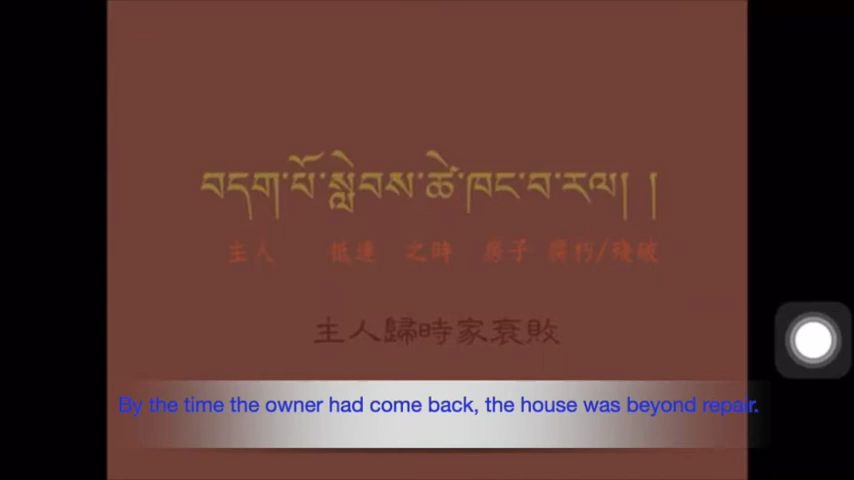 བདག་པོ་སླེབས་ཚེ་ཁང་བ་རལ། །
主人 抵達 之時 房子 腐朽/殘破
主人歸時家衰敗
By the time the owner had come back, the house was beyond repair.